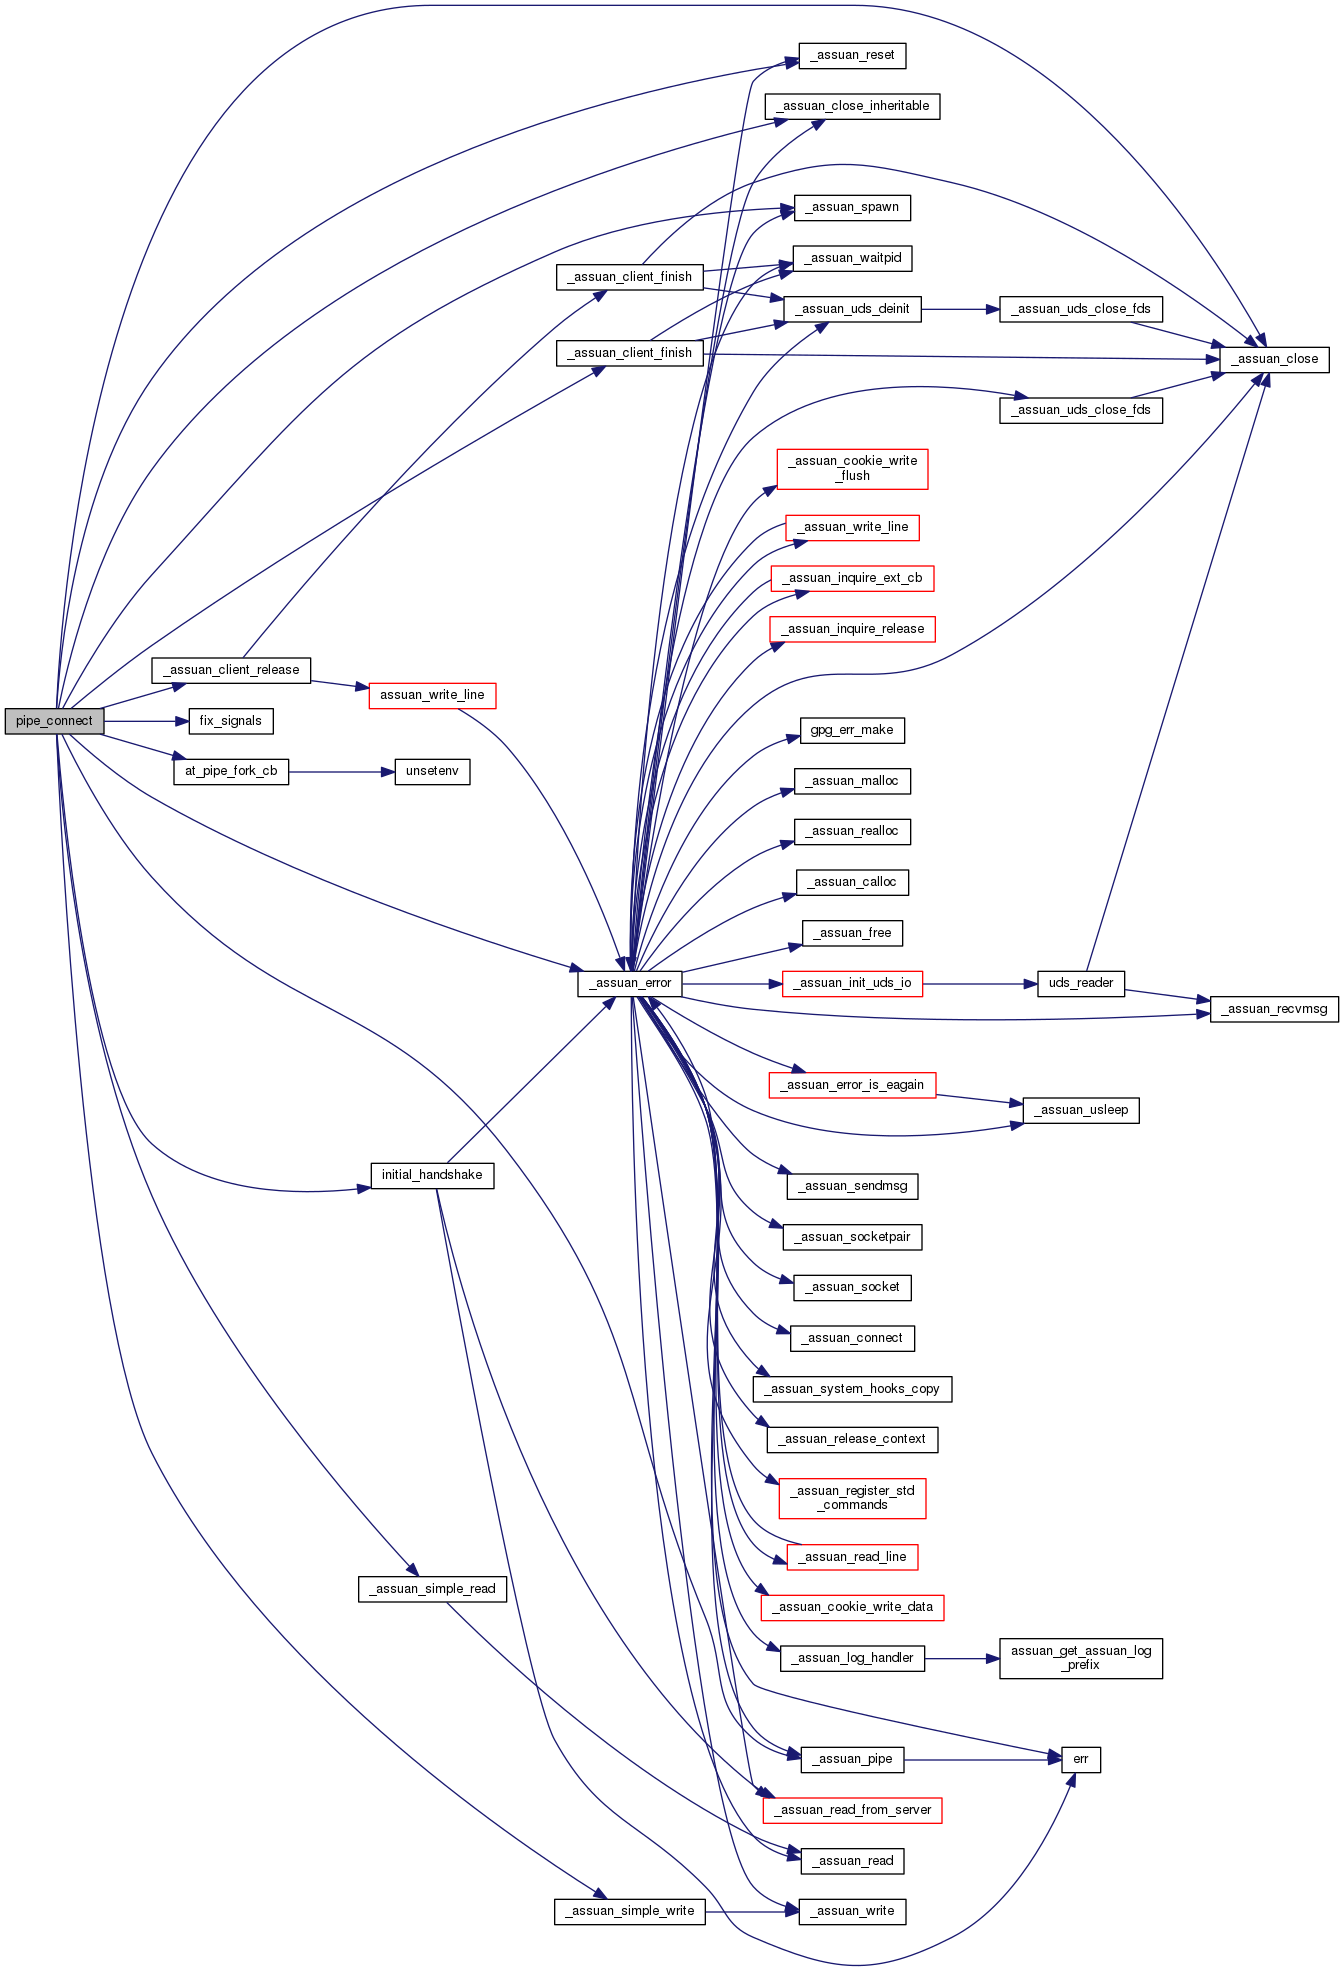 _assuan_reset
_assuan_close_inheritable
_assuan_spawn
_assuan_waitpid
_assuan_client_finish
_assuan_uds_deinit
_assuan_uds_close_fds
_assuan_client_finish
_assuan_close
_assuan_uds_close_fds
_assuan_cookie_write
_flush
_assuan_write_line
_assuan_inquire_ext_cb
_assuan_inquire_release
_assuan_client_release
assuan_write_line
pipe_connect
fix_signals
gpg_err_make
at_pipe_fork_cb
unsetenv
_assuan_malloc
_assuan_realloc
_assuan_calloc
_assuan_free
_assuan_error
_assuan_init_uds_io
uds_reader
_assuan_recvmsg
_assuan_error_is_eagain
_assuan_usleep
initial_handshake
_assuan_sendmsg
_assuan_socketpair
_assuan_socket
_assuan_connect
_assuan_system_hooks_copy
_assuan_release_context
_assuan_register_std
_commands
_assuan_read_line
_assuan_simple_read
_assuan_cookie_write_data
_assuan_log_handler
assuan_get_assuan_log
_prefix
_assuan_pipe
err
_assuan_read_from_server
_assuan_read
_assuan_simple_write
_assuan_write